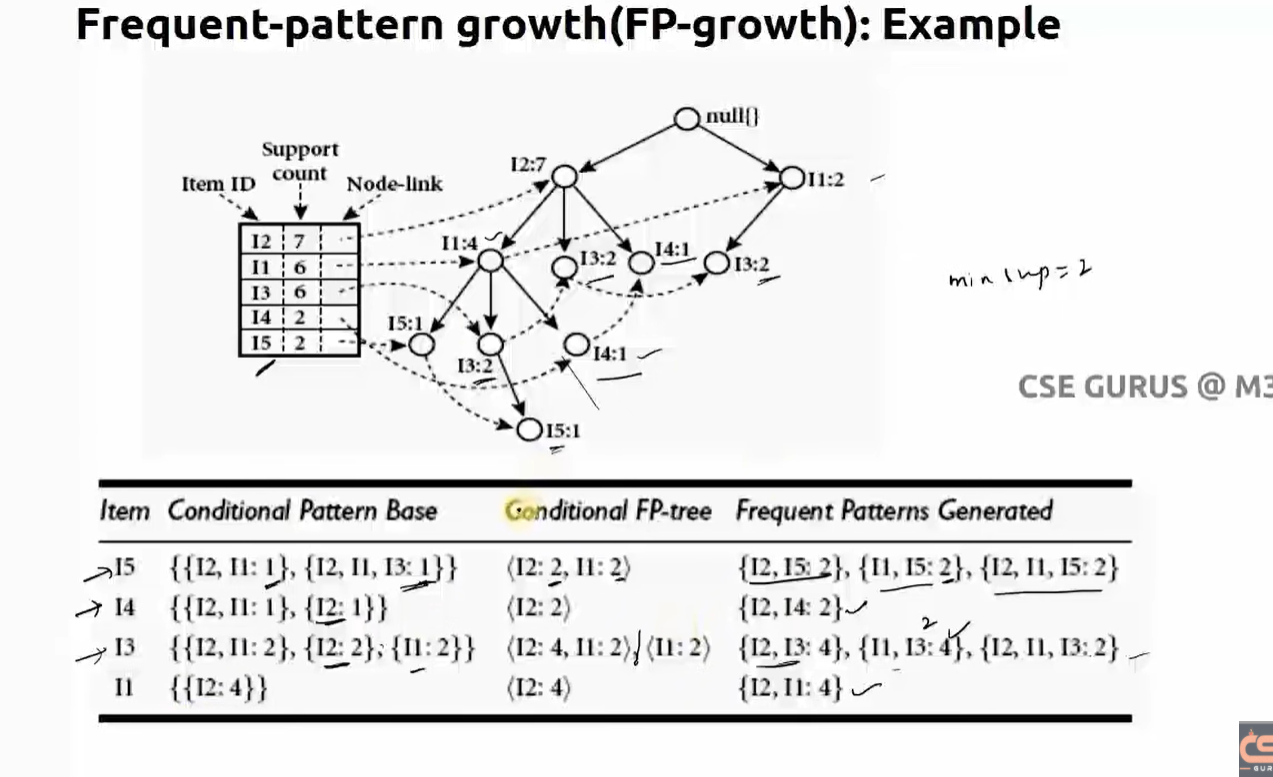 Frequent-pattern growth(FP-growth): Example
null{}
Support
count
Item ID
Node-link
I2:7
I1:2
I2 7
I1 6
I3 6
I4 2
I5 2
I1:4
I3:2
I4:1
I3:2
min sup = 2
I5:1
I3:2
I4:1
I5:1
CSE GURUS @ M3
Item Conditional Pattern Base Conditional FP-tree Frequent Patterns Generated
I5 {{I2, I1: 1}, {I2, I1, I3: 1}} ⟨I2: 2, I1: 2⟩ {I2, I5: 2}, {I1, I5: 2}, {I2, I1, I5: 2}
I4 {{I2, I1: 1}, {I2: 1}} ⟨I2: 2⟩ {I2, I4: 2}
2
I3 {{I2, I1: 2}, {I2: 2}, {I1: 2}} ⟨I2: 4, I1: 2⟩, ⟨I1: 2⟩ {I2, I3: 4}, {I1, I3: 4}, {I2, I1, I3: 2}
I1 {{I2: 4}} ⟨I2: 4⟩ {I2, I1: 4}
GUR